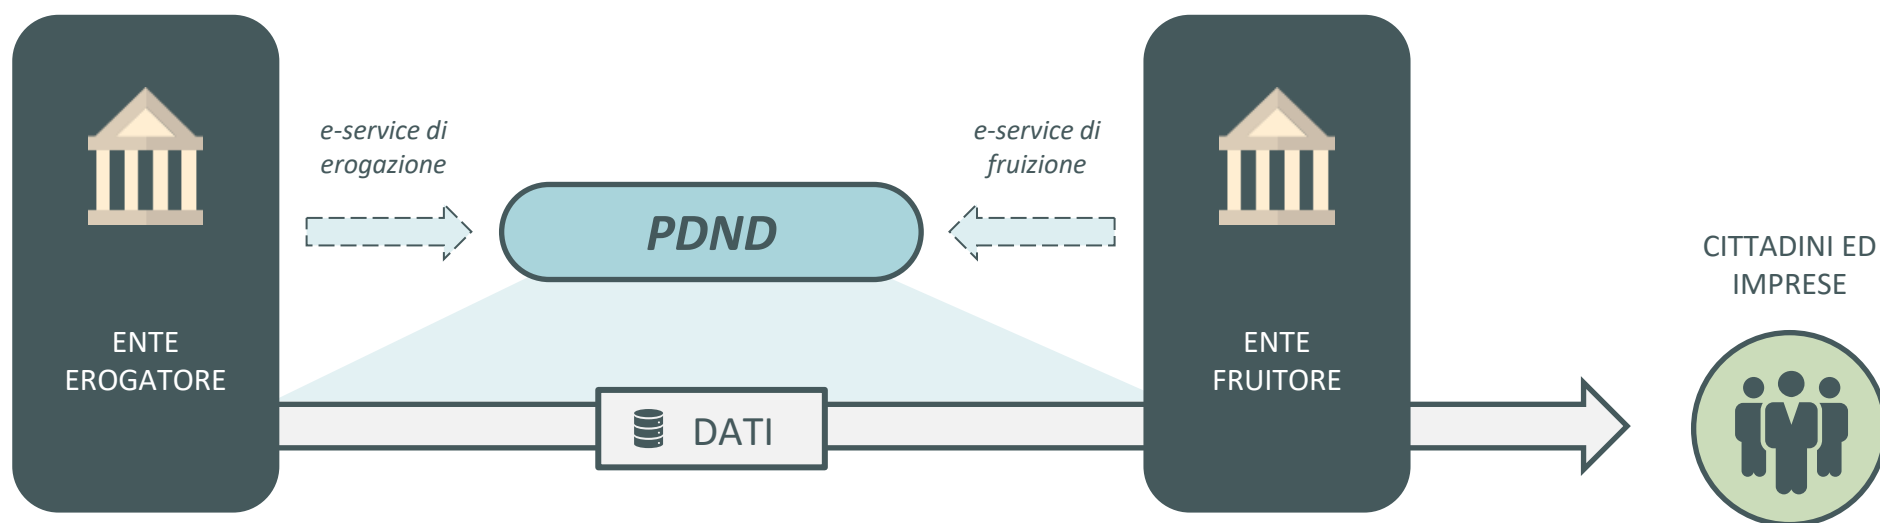 e-service di
erogazione
e-service di
fruizione
PDND
CITTADINI ED
IMPRESE
ENTE
EROGATORE
ENTE
FRUITORE
DATI